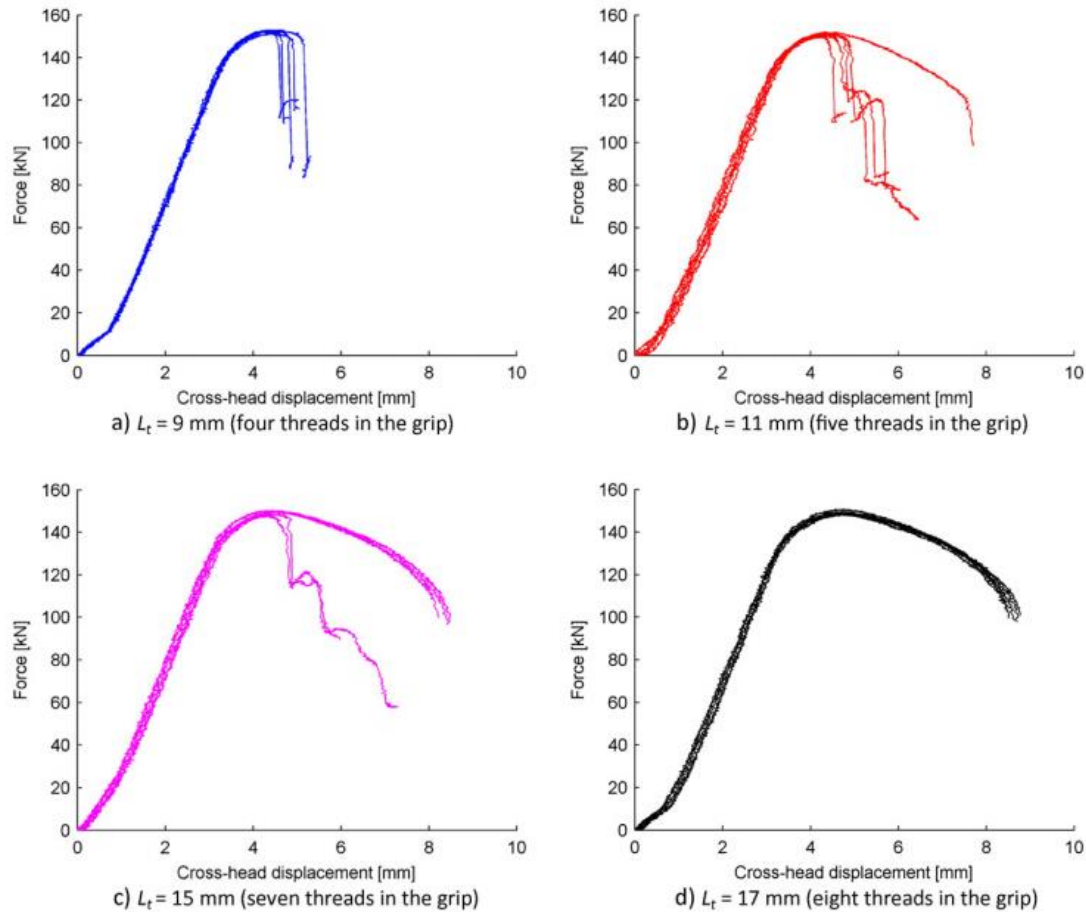 160
140
120
100
80
60
40
20
0
Force [kN]
0 2 4 6 8 10
Cross-head displacement [mm]
a) Lt = 9 mm (four threads in the grip)
160
140
120
100
80
60
40
20
0
Force [kN]
0 2 4 6 8 10
Cross-head displacement [mm]
b) Lt = 11 mm (five threads in the grip)
160
140
120
100
80
60
40
20
0
Force [kN]
0 2 4 6 8 10
Cross-head displacement [mm]
c) Lt = 15 mm (seven threads in the grip)
160
140
120
100
80
60
40
20
0
Force [kN]
0 2 4 6 8 10
Cross-head displacement [mm]
d) Lt = 17 mm (eight threads in the grip)